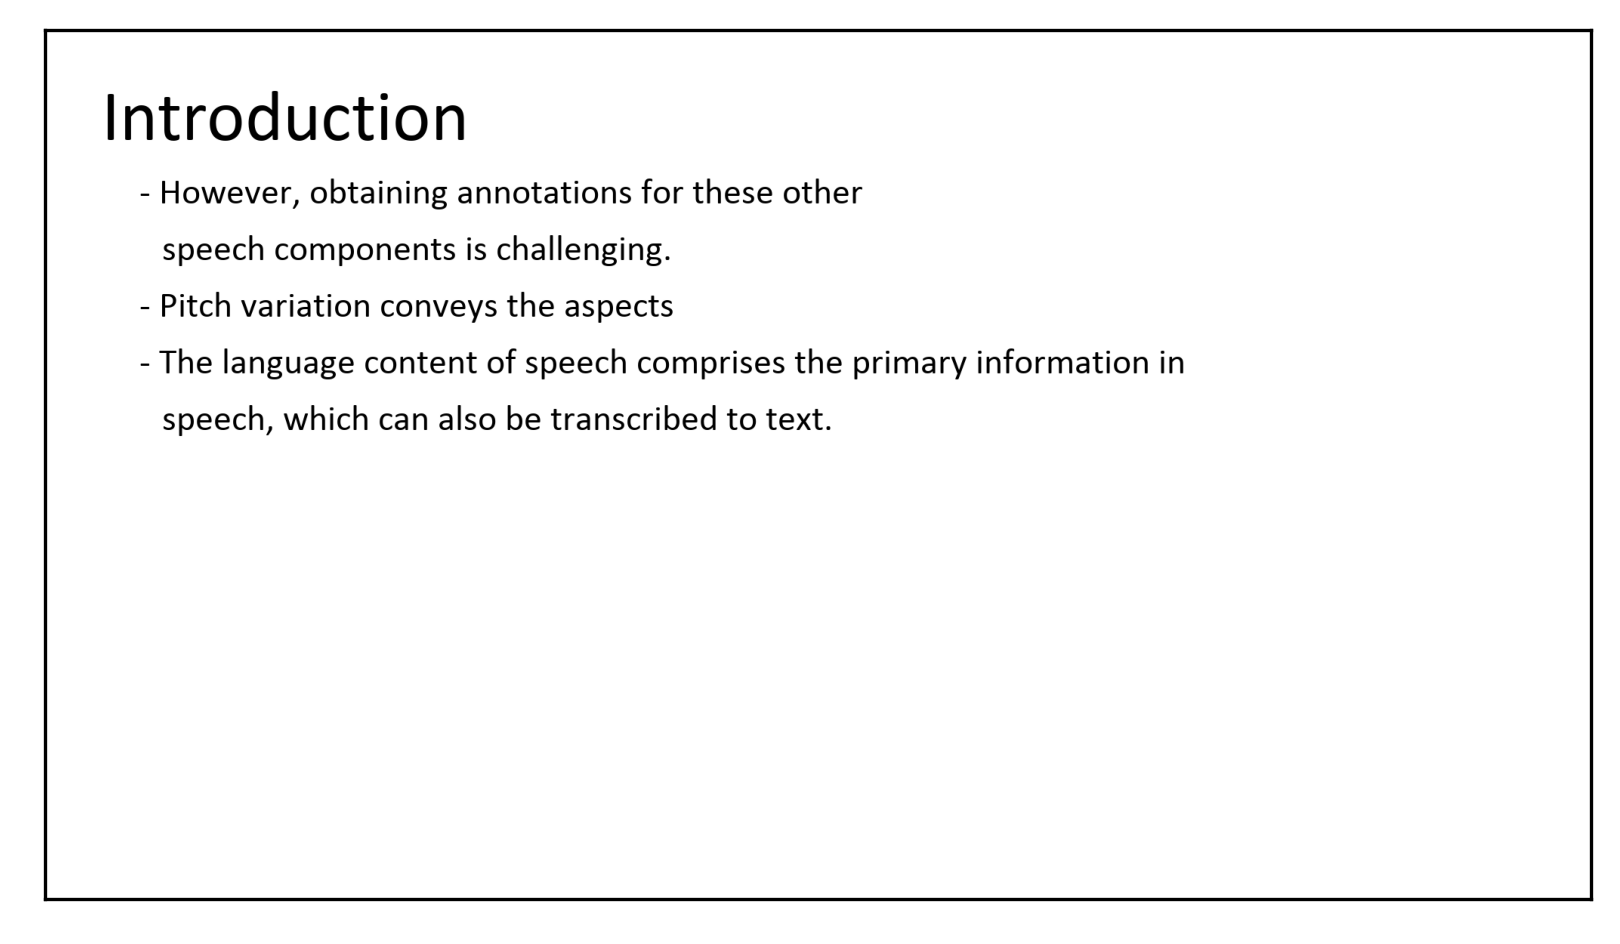 Introduction
- However, obtaining annotations for these other
speech components is challenging.
- Pitch variation conveys the aspects
- The language content of speech comprises the primary information in
speech, which can also be transcribed to text.